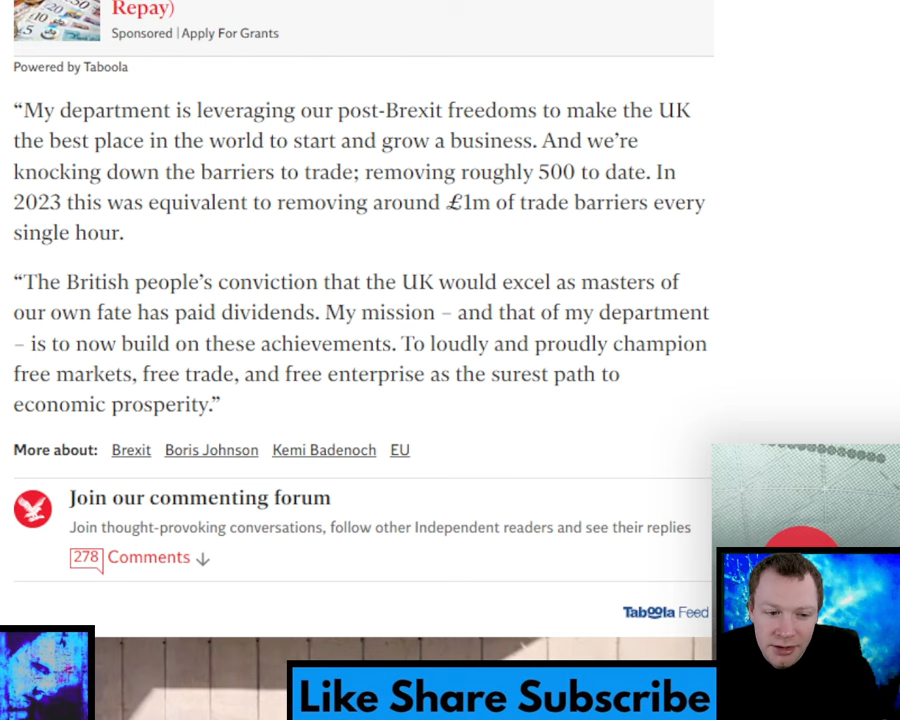 Repay)
Sponsored | Apply For Grants
Powered by Taboola
“My department is leveraging our post-Brexit freedoms to make the UK
the best place in the world to start and grow a business. And we’re
knocking down the barriers to trade; removing roughly 500 to date. In
2023 this was equivalent to removing around £1m of trade barriers every
single hour.
“The British people’s conviction that the UK would excel as masters of
our own fate has paid dividends. My mission – and that of my department
– is to now build on these achievements. To loudly and proudly champion
free markets, free trade, and free enterprise as the surest path to
economic prosperity.”
More about: Brexit Boris Johnson Kemi Badenoch EU
Join our commenting forum
Join thought-provoking conversations, follow other Independent readers and see their replies
278 Comments
Taboola Feed
Like Share Subscribe